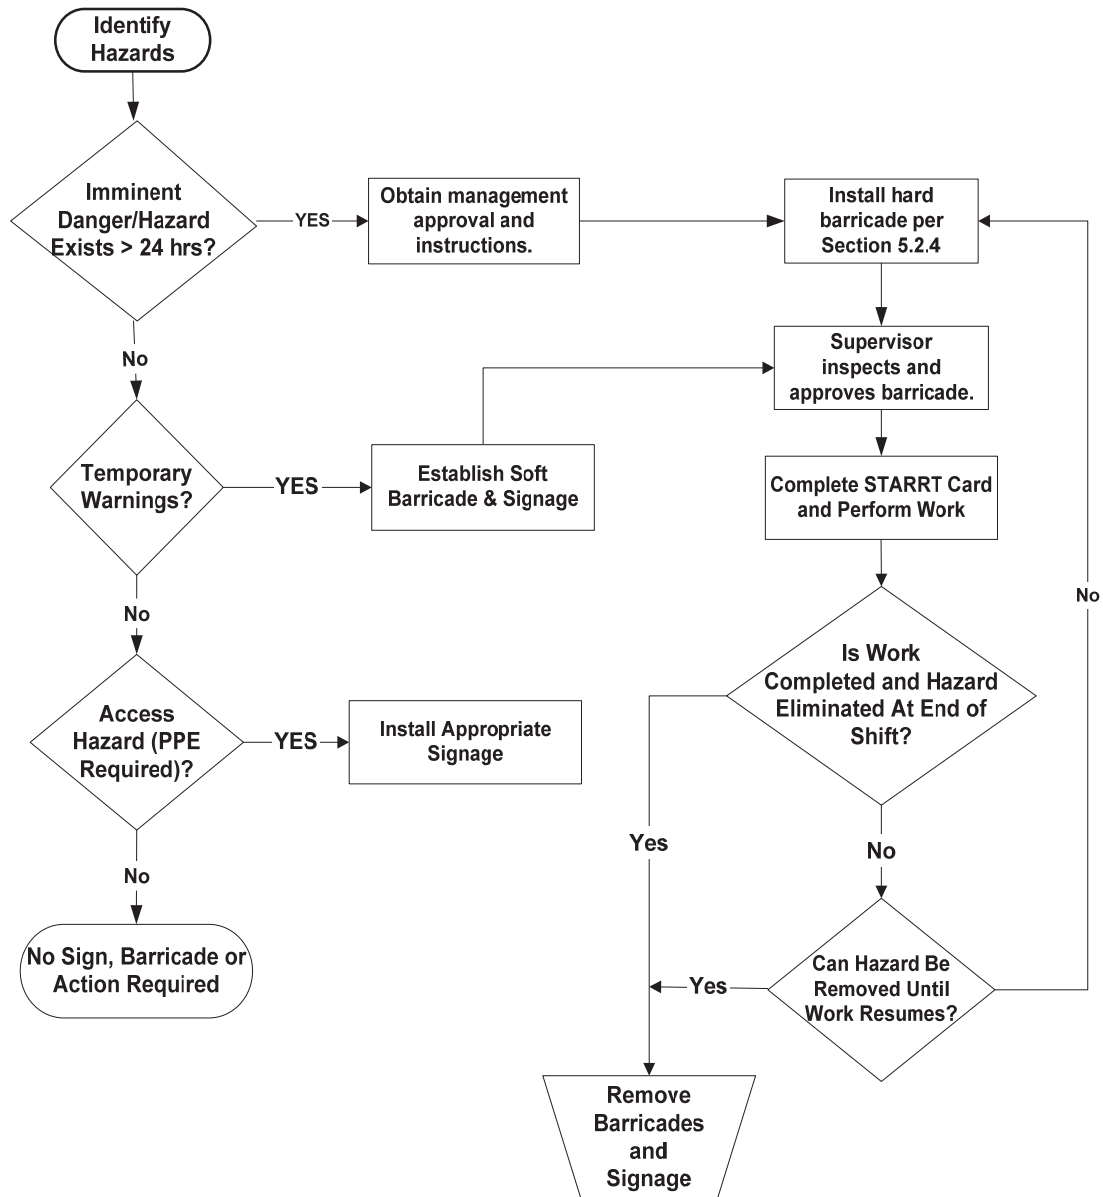 Identify
Hazards
Imminent
Danger/Hazard
Exists > 24 hrs?
YES
Obtain management
approval and
instructions.
Install hard
barricade per
Section 5.2.4
No
Supervisor
inspects and
approves barricade.
Temporary
Warnings?
YES
Establish Soft
Barricade & Signage
Complete STARRT Card
and Perform Work
No
No
Is Work
Completed and Hazard
Eliminated At End of
Shift?
Access
Hazard (PPE
Required)?
YES
Install Appropriate
Signage
Yes
No
No
No Sign, Barricade or
Action Required
Can Hazard Be
Removed Until
Work Resumes?
Yes
Remove
Barricades
and
Signage